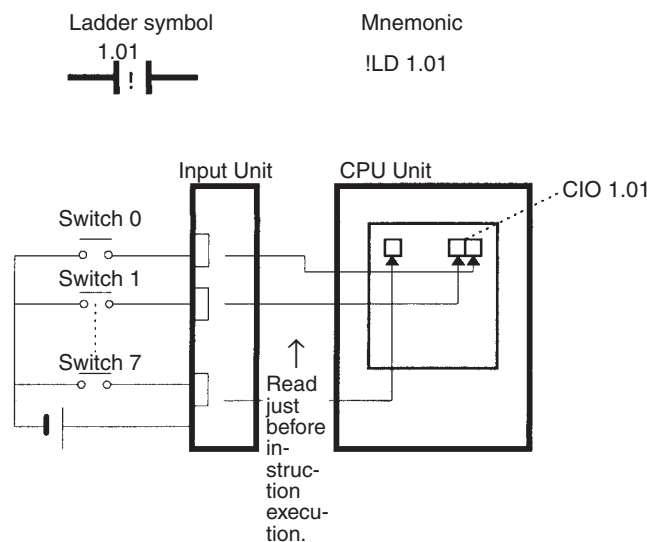 Ladder symbol
Mnemonic
1.01
!
!LD 1.01
Input Unit
CPU Unit
CIO 1.01
Switch 0
Switch 1
Switch 7
Read
just
before
in-
struc-
tion
execu-
tion.